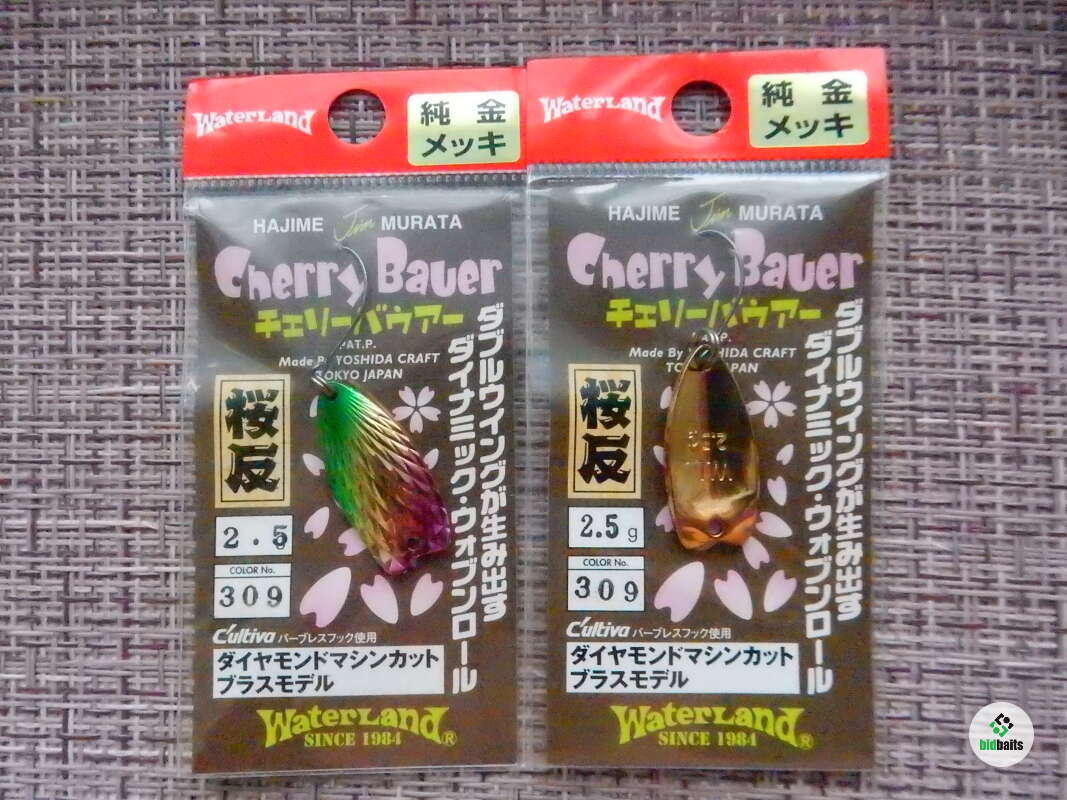 WaterLand
純金
メッキ
HAJIME Jim MURATA
Cherry Bauer
チェリーバウアー
PAT.P.
Made By YOSHIDA CRAFT
TOKYO JAPAN
ダブルウイングが生み出す
ダイナミック・ウォブンロール
桜反
2.5
g
COLOR No.
309
C'ultiva バーブレスフック使用
ダイヤモンドマシンカット
ブラスモデル
WaterLand®
SINCE 1984
WaterLand
純金
メッキ
HAJIME Jim MURATA
Cherry Bauer
チェリーバウアー
Made By YOSHIDA CRAFT
ダブルウイングが生み出す
ダイナミック・ウォブンロール
桜反
2.5 g
COLOR No.
309
C'ultiva バーブレスフック使用
ダイヤモンドマシンカット
ブラスモデル
WaterLand®
SINCE 1984
bidbaits